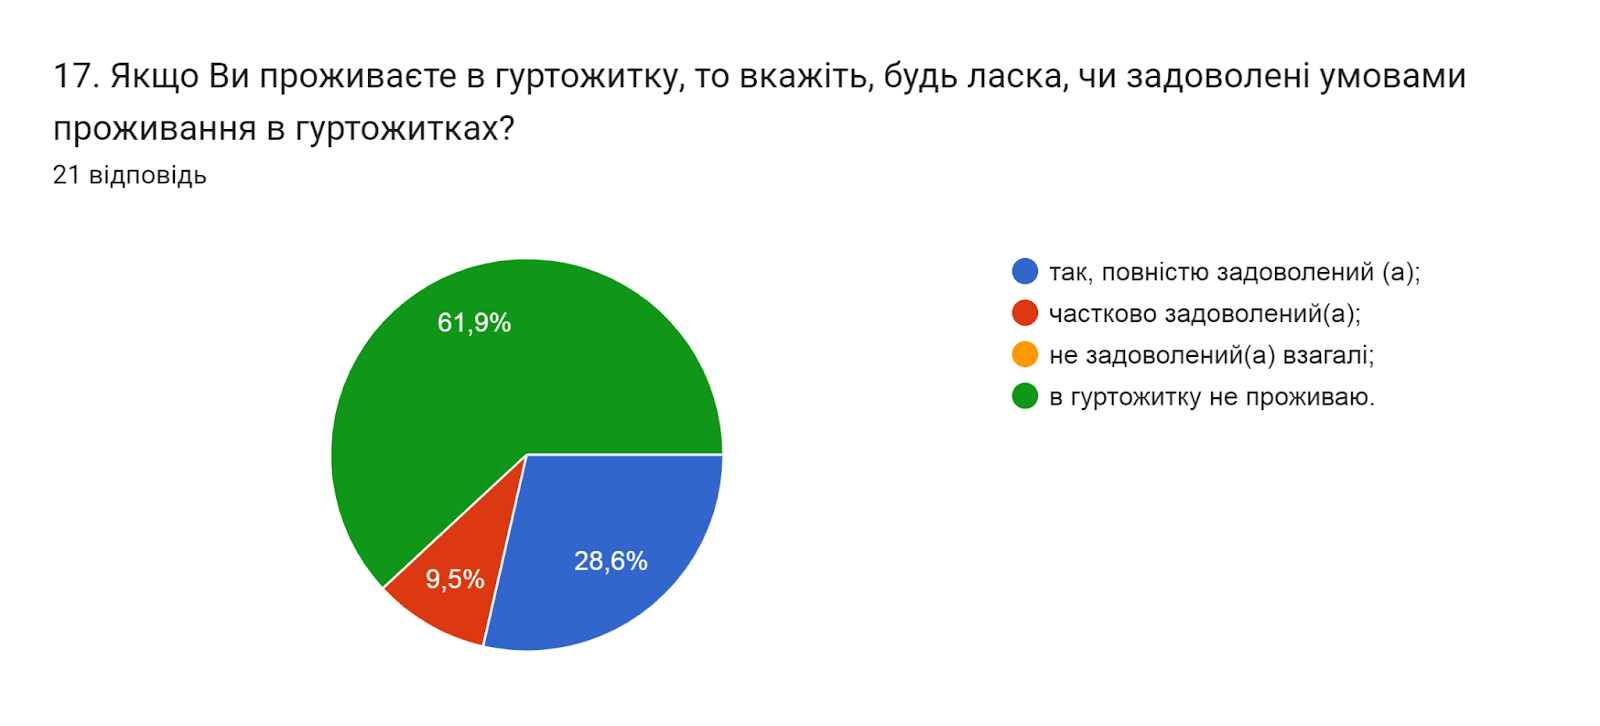 17. Якщо Ви проживаєте в гуртожитку, то вкажіть, будь ласка, чи задоволені умовами
проживання в гуртожитках?
21 відповідь
61,9%
9,5%
28,6%
так, повністю задоволений (а);
частково задоволений(а);
не задоволений(а) взагалі;
в гуртожитку не проживаю.